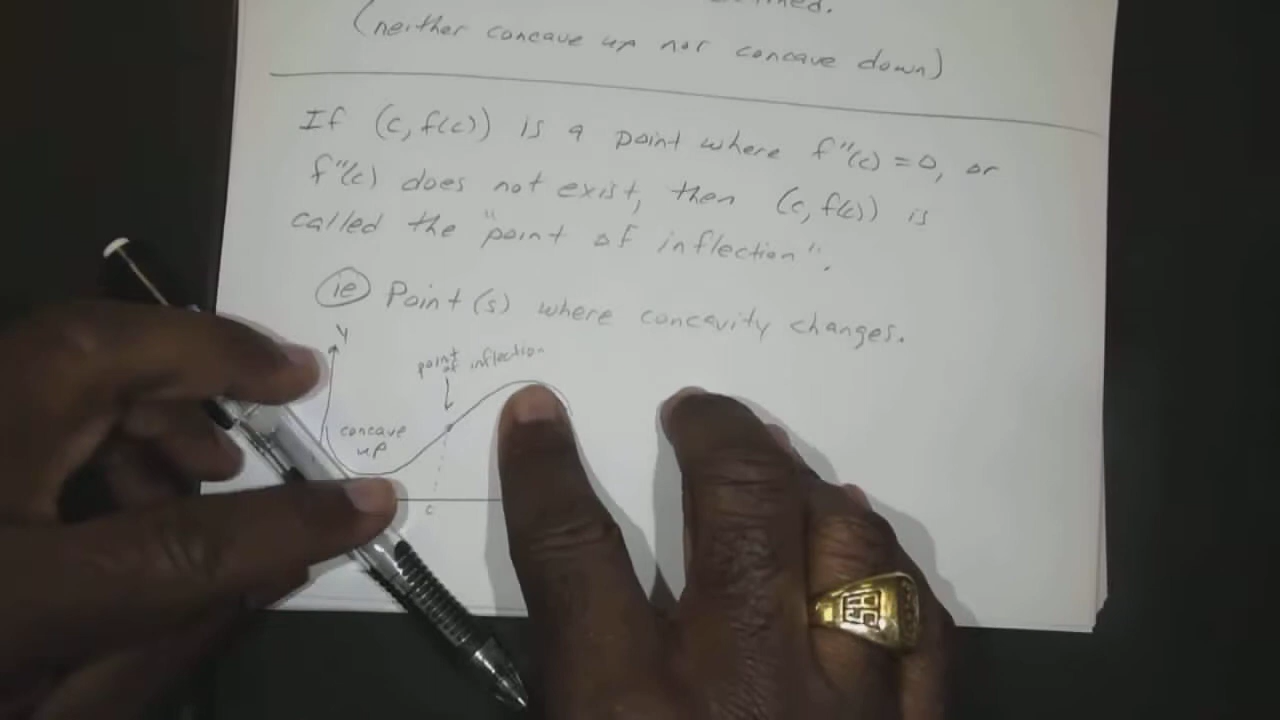 (neither concave up nor concave down)
If (c, f(c)) is a point where f"(c) = 0, or
f"(c) does not exist, then (c, f(c)) is
called the "point of inflection".
ie Point(s) where concavity changes.
y
point of inflection
concave up
c